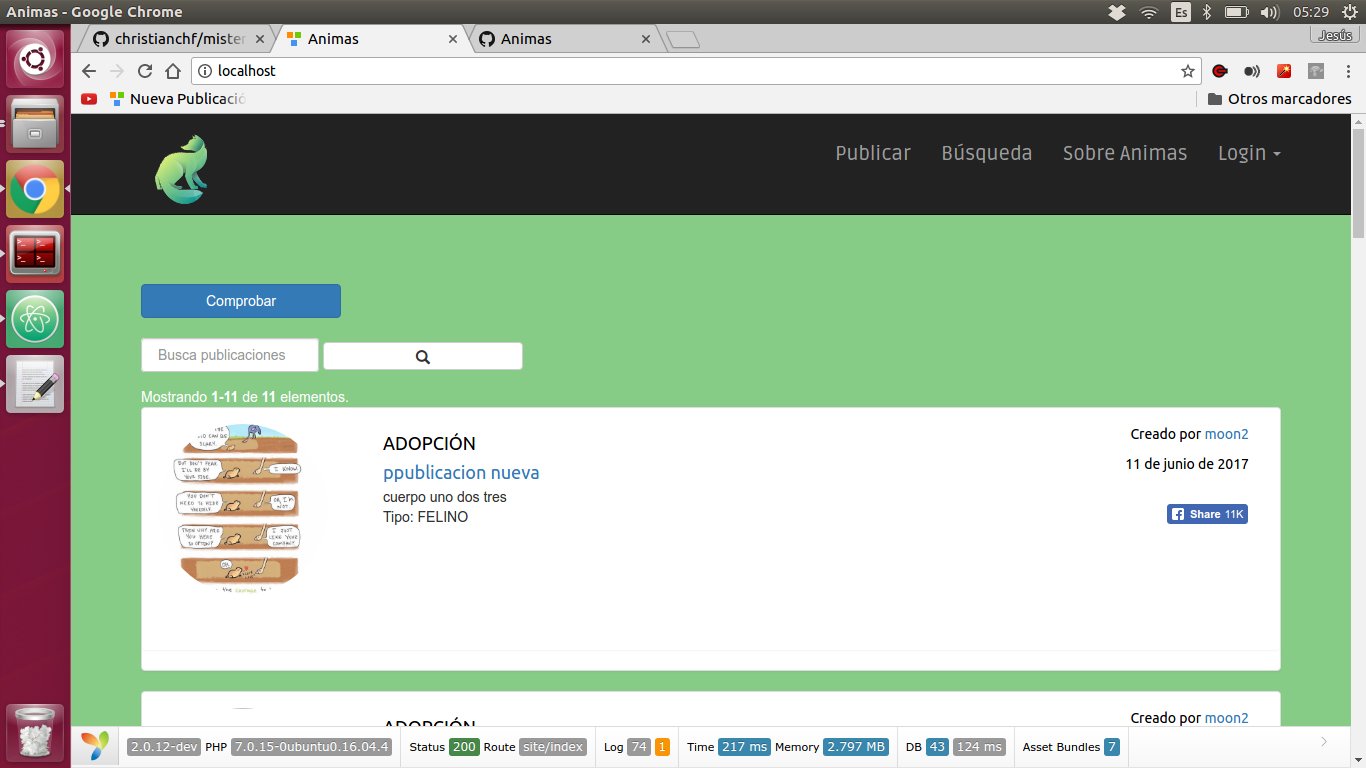 Animas - Google Chrome
Es
05:29
christianchf/mister
Animas
Animas
Jesús
localhost
Nueva Publicació
Otros marcadores
Publicar
Búsqueda
Sobre Animas
Login
Comprobar
Busca publicaciones
Mostrando 1-11 de 11 elementos.
ADOPCIÓN
ppublicacion nueva
cuerpo uno dos tres
Tipo: FELINO
Creado por moon2
11 de junio de 2017
Share 11K
ADOPCIÓN
Creado por moon2
2.0.12-dev PHP 7.0.15-0ubuntu0.16.04.4
Status 200 Route site/index
Log 74 1
Time 217 ms Memory 2.797 MB
DB 43 124 ms
Asset Bundles 7